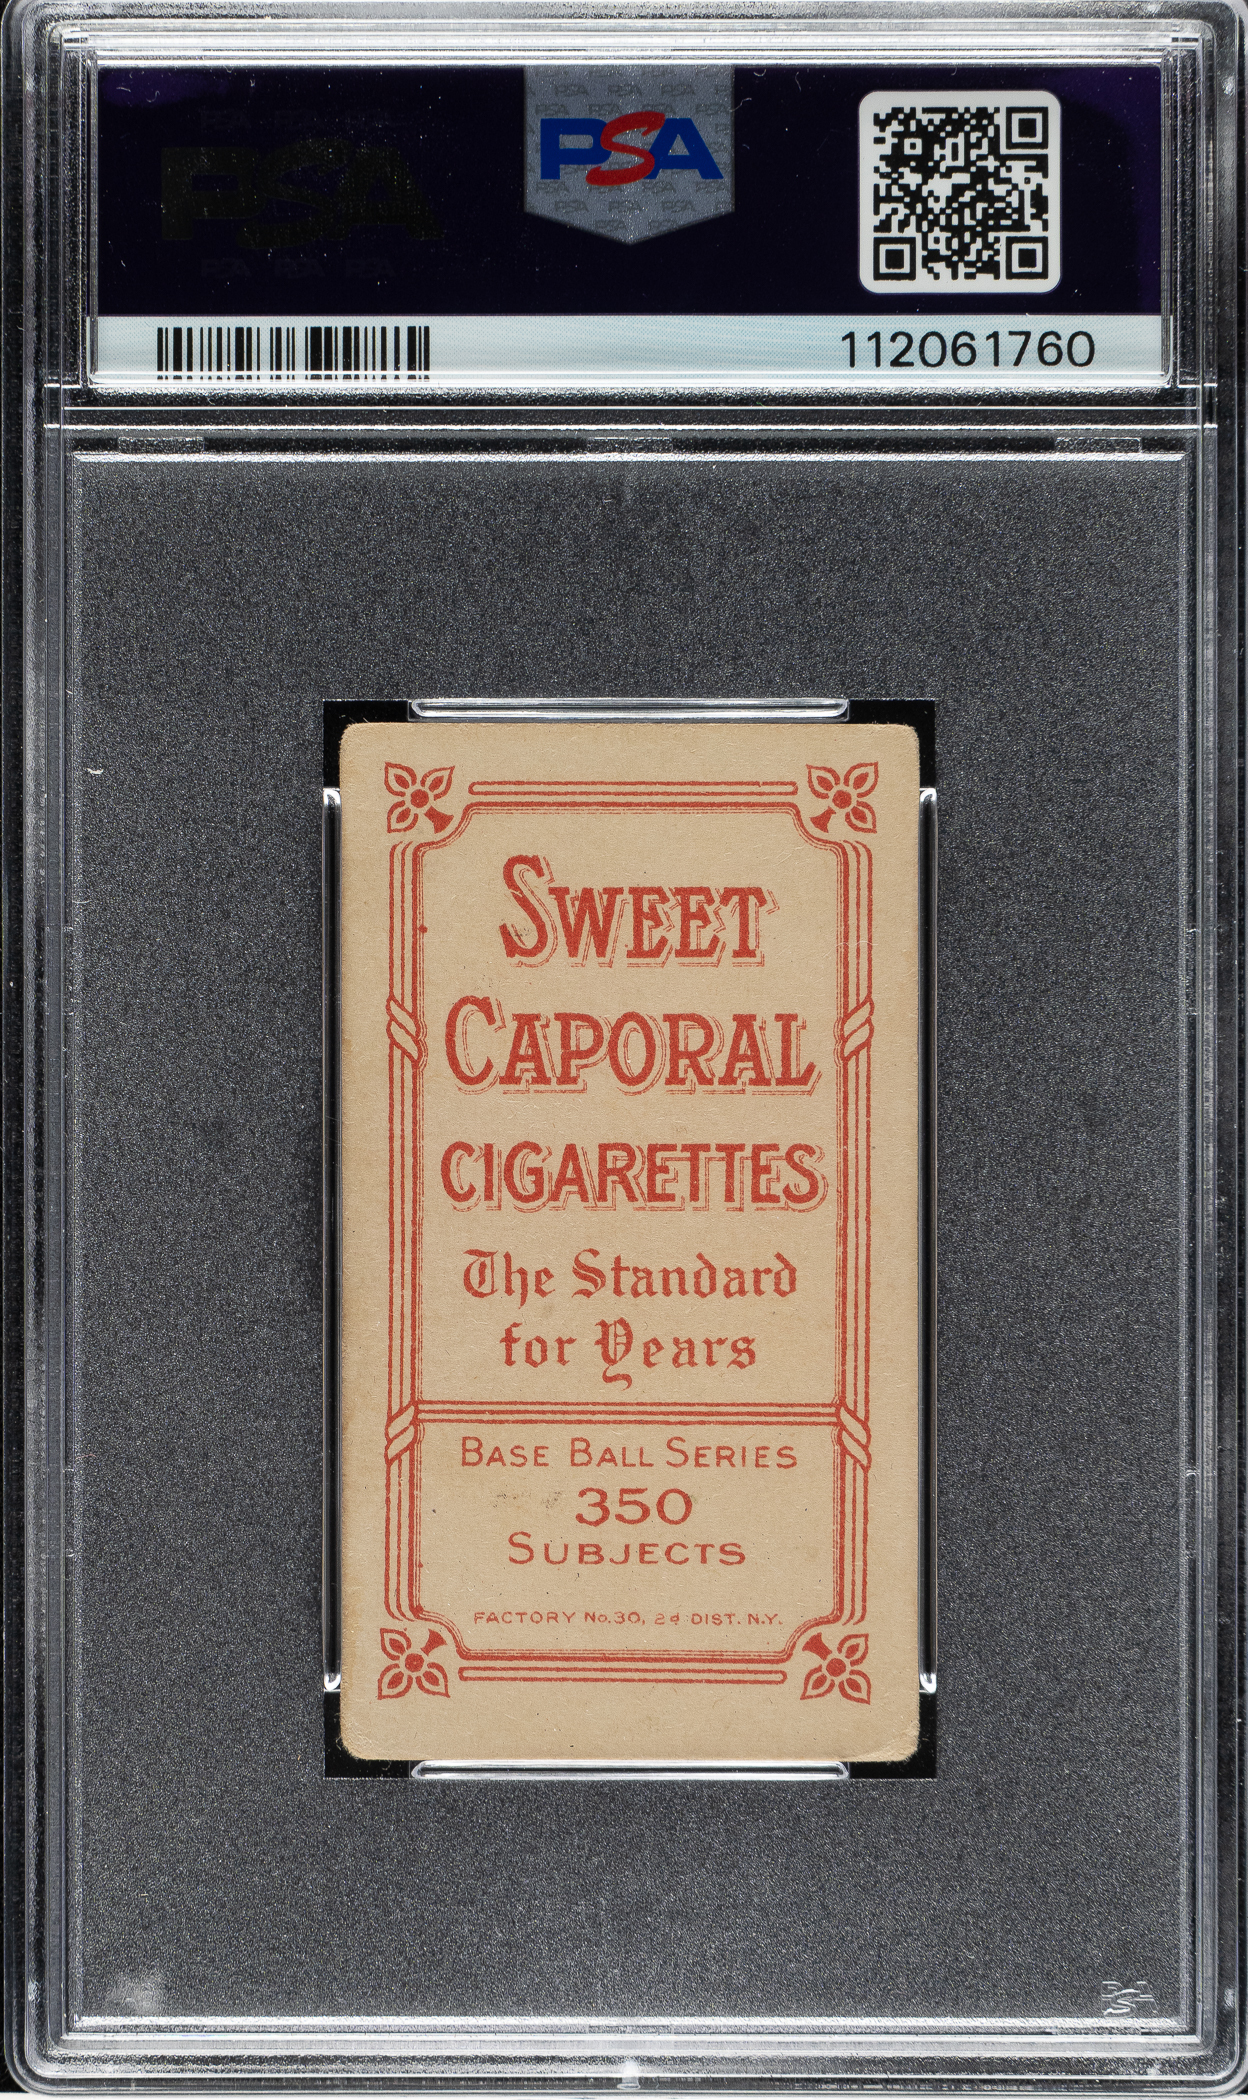 PSA
112061760
SWEET
CAPORAL
CIGARETTES
The Standard
for Years
BASE BALL SERIES
350
SUBJECTS
FACTORY No. 30, 2d DIST. N.Y.